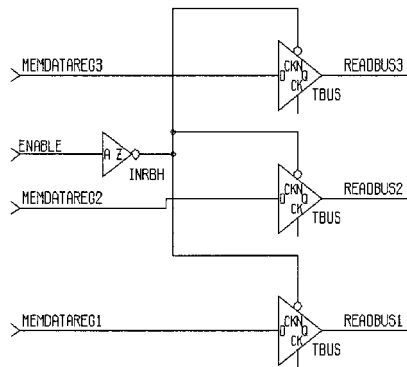 MEMDATAREG3
D CKN Q
CK
TBUS
READBUS3
ENABLE
A Z
INRBH
MEMDATAREG2
D CKN Q
CK
TBUS
READBUS2
MEMDATAREG1
D CKN Q
CK
TBUS
READBUS1